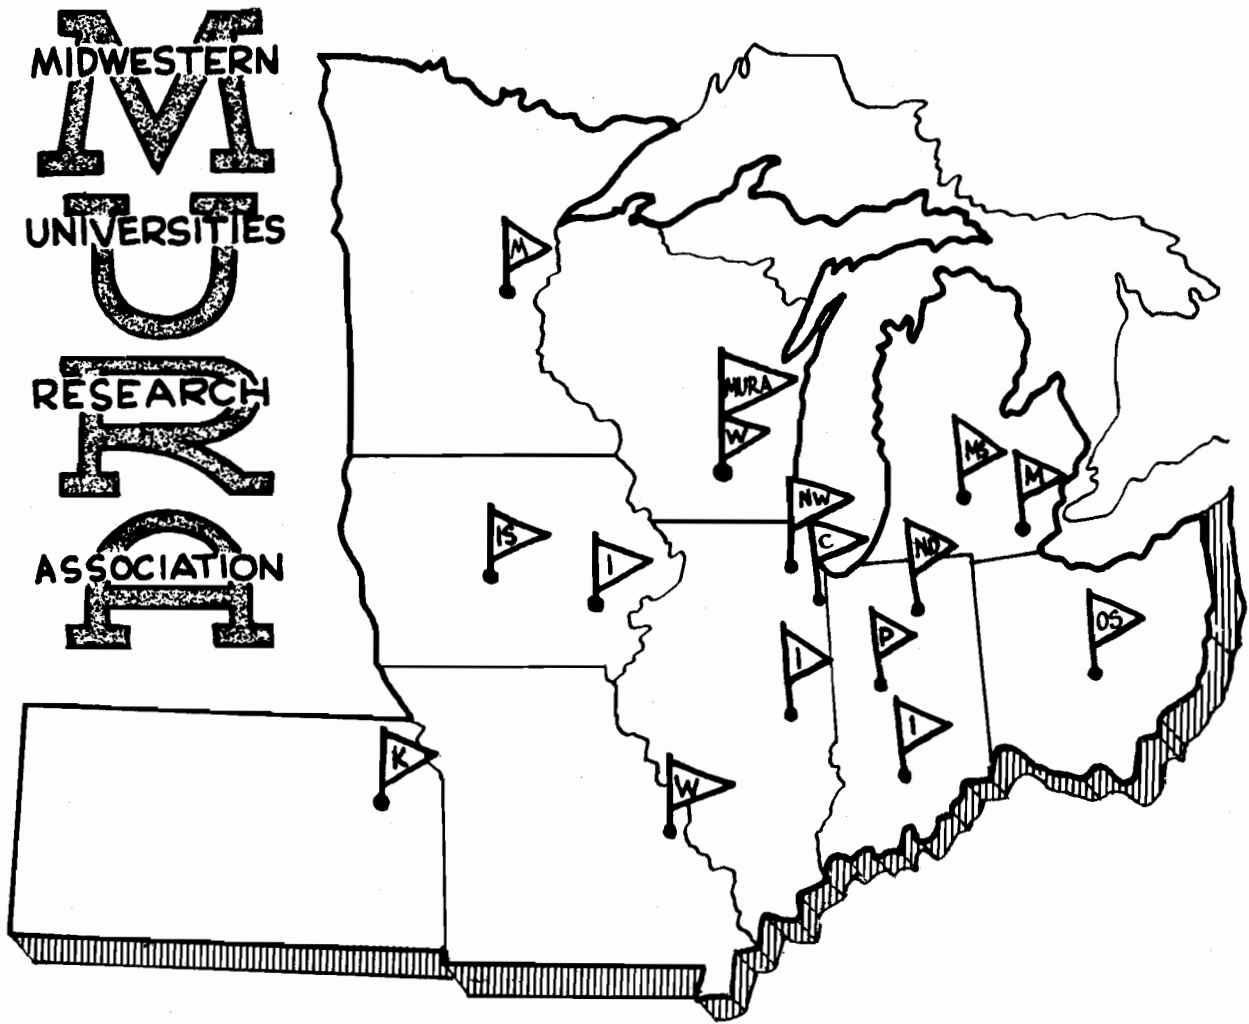 MIDWESTERN
UNIVERSITIES
RESEARCH
ASSOCIATION
M
MURA
W
MS
M
NW
C
ND
IS
I
OS
P
I
I
K
W